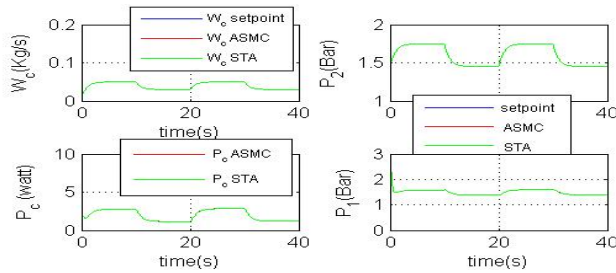 W_c setpoint
W_c ASMC
W_c STA
W_c(Kg/s)
0.2
0.1
0
0 20 40
time(s)
P_2(Bar)
2
1.5
1
0 20 40
setpoint
ASMC
STA
P_c ASMC
P_c STA
P_c (watt)
10
5
0
0 20 40
time(s)
P_1(Bar)
3
2
1
0
0 20 40
time(s)